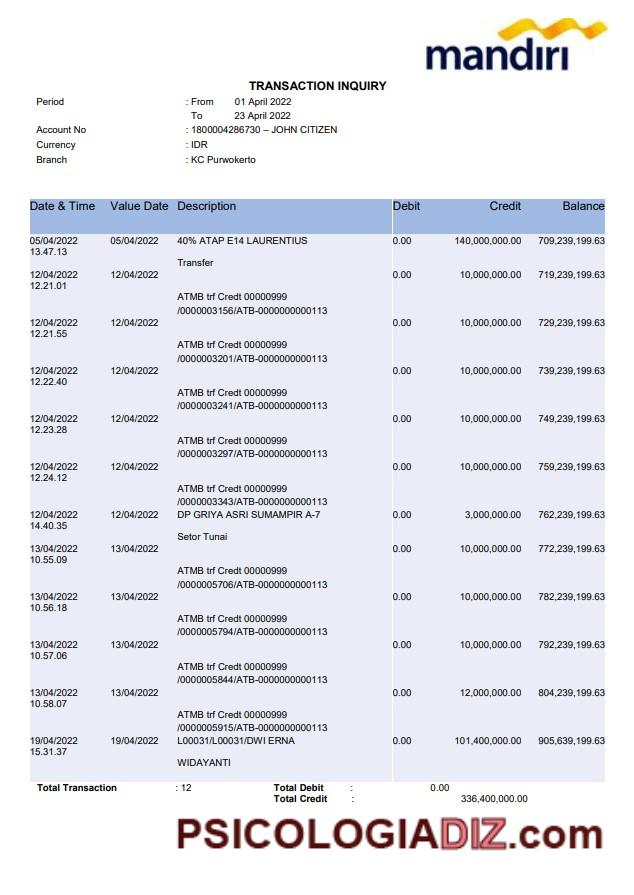 mandiri
TRANSACTION INQUIRY
Period : From 01 April 2022
To 23 April 2022
Account No : 1800004286730 – JOHN CITIZEN
Currency : IDR
Branch : KC Purwokerto
Date & Time Value Date Description Debit Credit Balance
05/04/2022 05/04/2022 40% ATAP E14 LAURENTIUS 0.00 140,000,000.00 709,239,199.63
13.47.13
Transfer
12/04/2022 12/04/2022 0.00 10,000,000.00 719,239,199.63
12.21.01
ATMB trf Credt 00000999
/0000003156/ATB-0000000000113
12/04/2022 12/04/2022 0.00 10,000,000.00 729,239,199.63
12.21.55
ATMB trf Credt 00000999
/0000003201/ATB-0000000000113
12/04/2022 12/04/2022 0.00 10,000,000.00 739,239,199.63
12.22.40
ATMB trf Credt 00000999
/0000003241/ATB-0000000000113
12/04/2022 12/04/2022 0.00 10,000,000.00 749,239,199.63
12.23.28
ATMB trf Credt 00000999
/0000003297/ATB-0000000000113
12/04/2022 12/04/2022 0.00 10,000,000.00 759,239,199.63
12.24.12
ATMB trf Credt 00000999
/0000003343/ATB-0000000000113
12/04/2022 12/04/2022 DP GRIYA ASRI SUMAMPIR A-7 0.00 3,000,000.00 762,239,199.63
14.40.35
Setor Tunai
13/04/2022 13/04/2022 0.00 10,000,000.00 772,239,199.63
10.55.09
ATMB trf Credt 00000999
/0000005706/ATB-0000000000113
13/04/2022 13/04/2022 0.00 10,000,000.00 782,239,199.63
10.56.18
ATMB trf Credt 00000999
/0000005794/ATB-0000000000113
13/04/2022 13/04/2022 0.00 10,000,000.00 792,239,199.63
10.57.06
ATMB trf Credt 00000999
/0000005844/ATB-0000000000113
13/04/2022 13/04/2022 0.00 12,000,000.00 804,239,199.63
10.58.07
ATMB trf Credt 00000999
/0000005915/ATB-0000000000113
19/04/2022 19/04/2022 L00031/L00031/DWI ERNA 0.00 101,400,000.00 905,639,199.63
15.31.37
WIDAYANTI
Total Transaction : 12 Total Debit : 0.00
Total Credit : 336,400,000.00
PSICOLOGIADIZ.com